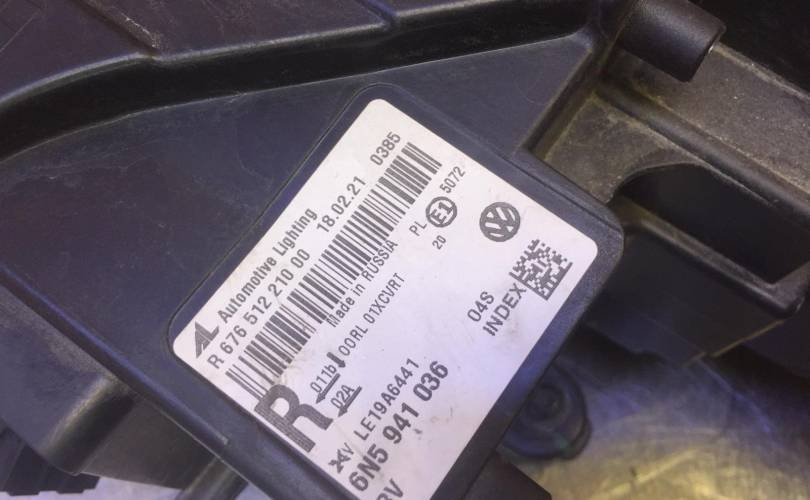 AL Automotive Lighting
R 676 512 210 00 18.02.21 0385
Made in RUSSIA PL E1 5072
20
R 011b 00RL 01XCVRT
02A
LE19A6441 04S
6N5 941 036 INDEX
RV